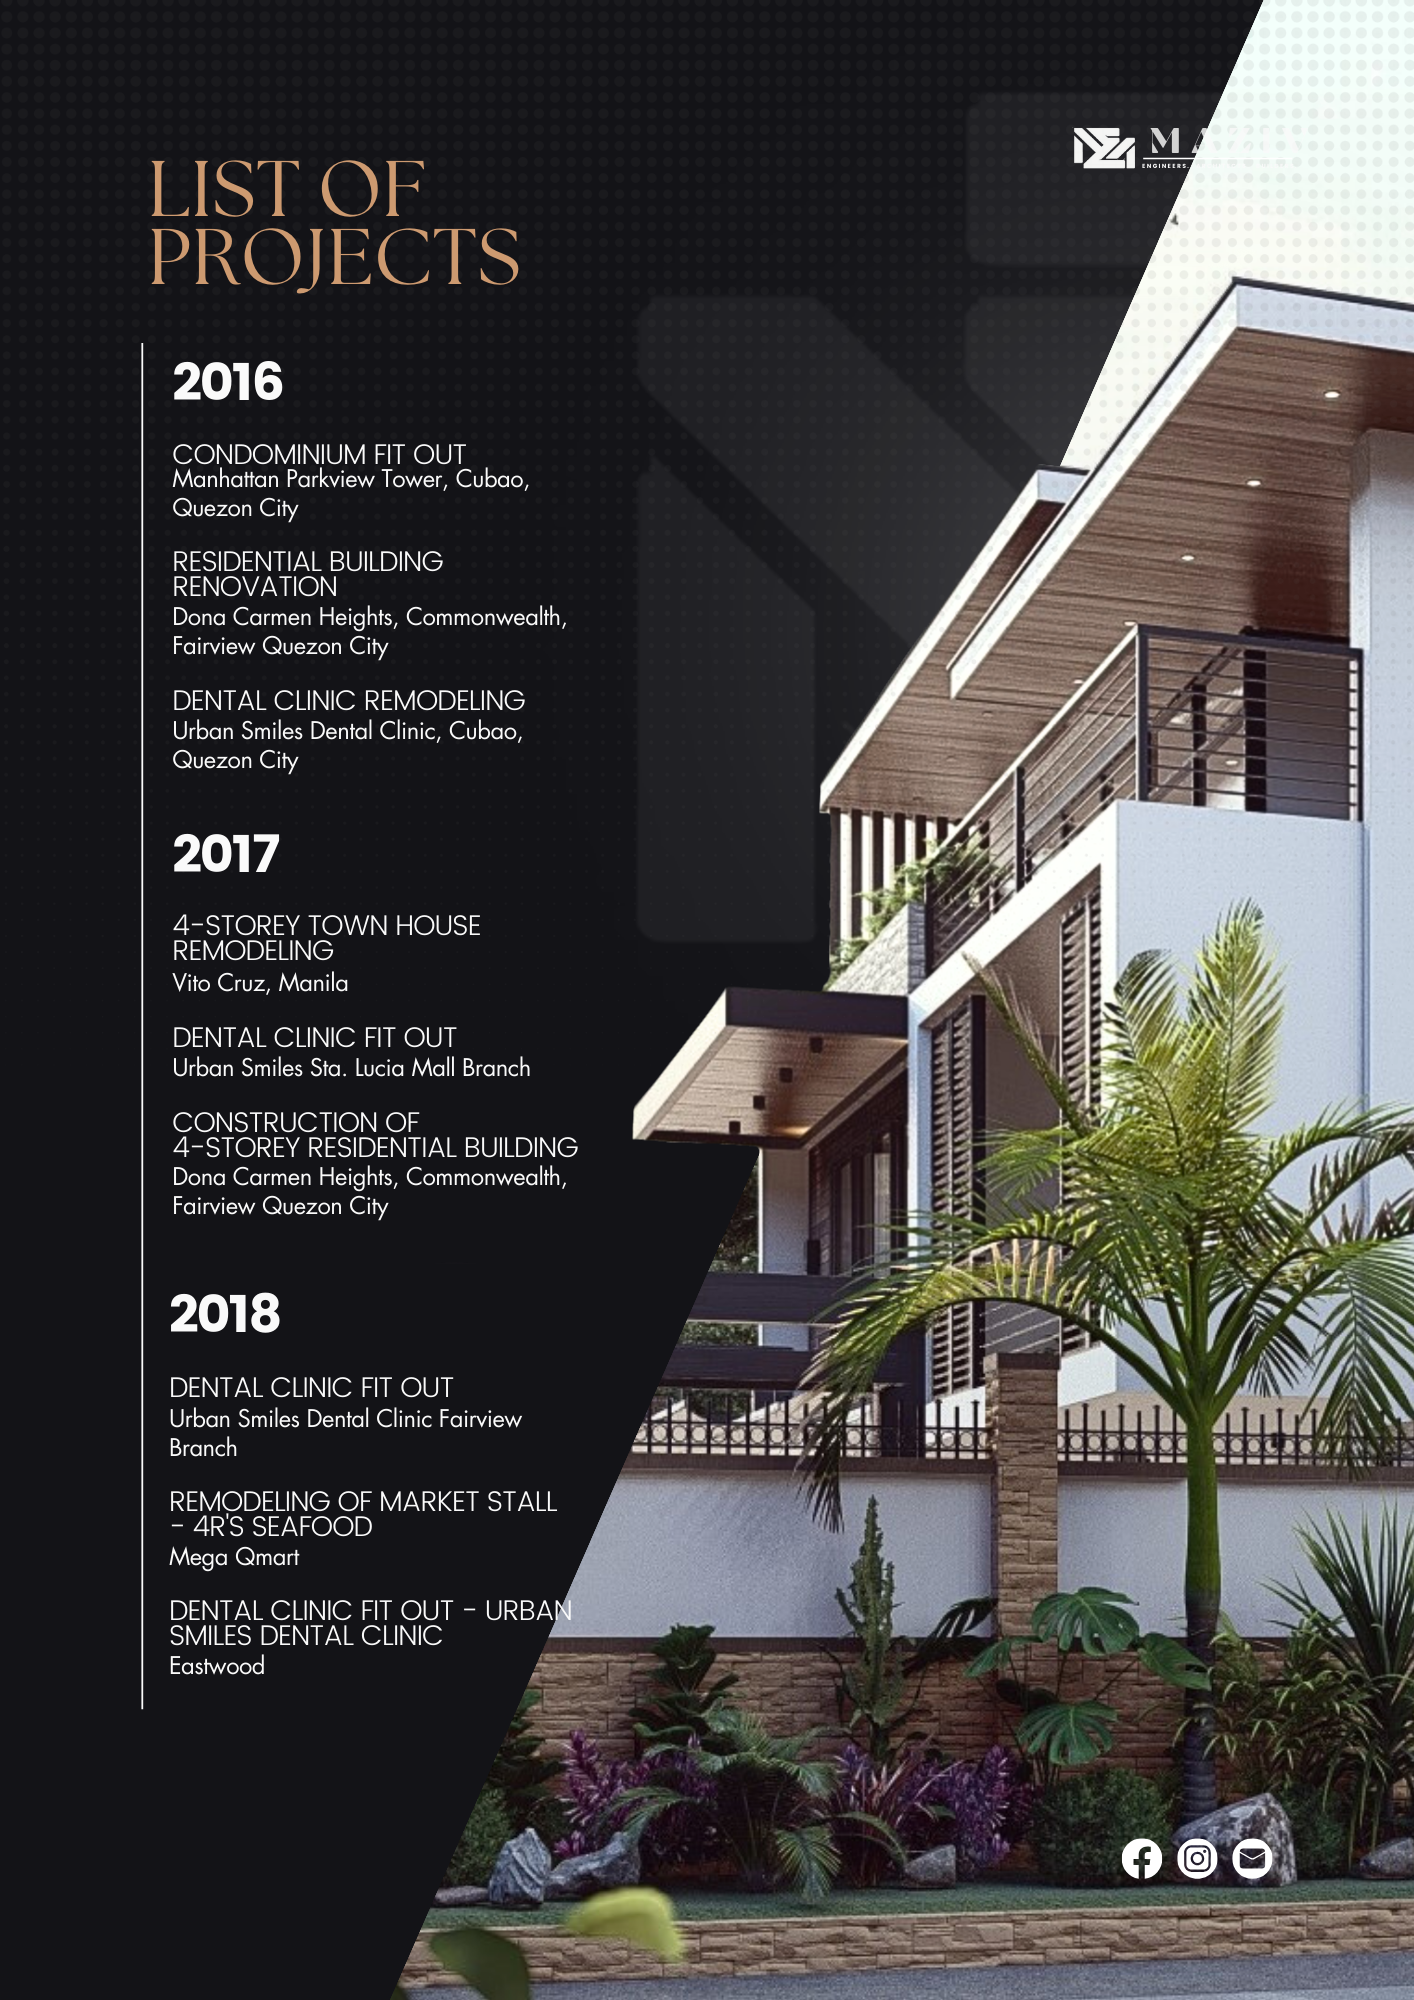 LIST OF
PROJECTS
2016
CONDOMINIUM FIT OUT
Manhattan Parkview Tower, Cubao,
Quezon City
RESIDENTIAL BUILDING
RENOVATION
Dona Carmen Heights, Commonwealth,
Fairview Quezon City
DENTAL CLINIC REMODELING
Urban Smiles Dental Clinic, Cubao,
Quezon City
2017
4-STOREY TOWN HOUSE
REMODELING
Vito Cruz, Manila
DENTAL CLINIC FIT OUT
Urban Smiles Sta. Lucia Mall Branch
CONSTRUCTION OF
4-STOREY RESIDENTIAL BUILDING
Dona Carmen Heights, Commonwealth,
Fairview Quezon City
2018
DENTAL CLINIC FIT OUT
Urban Smiles Dental Clinic Fairview
Branch
REMODELING OF MARKET STALL
- 4R'S SEAFOOD
Mega Qmart
DENTAL CLINIC FIT OUT - URBAN
SMILES DENTAL CLINIC
Eastwood
ENGINEERS.